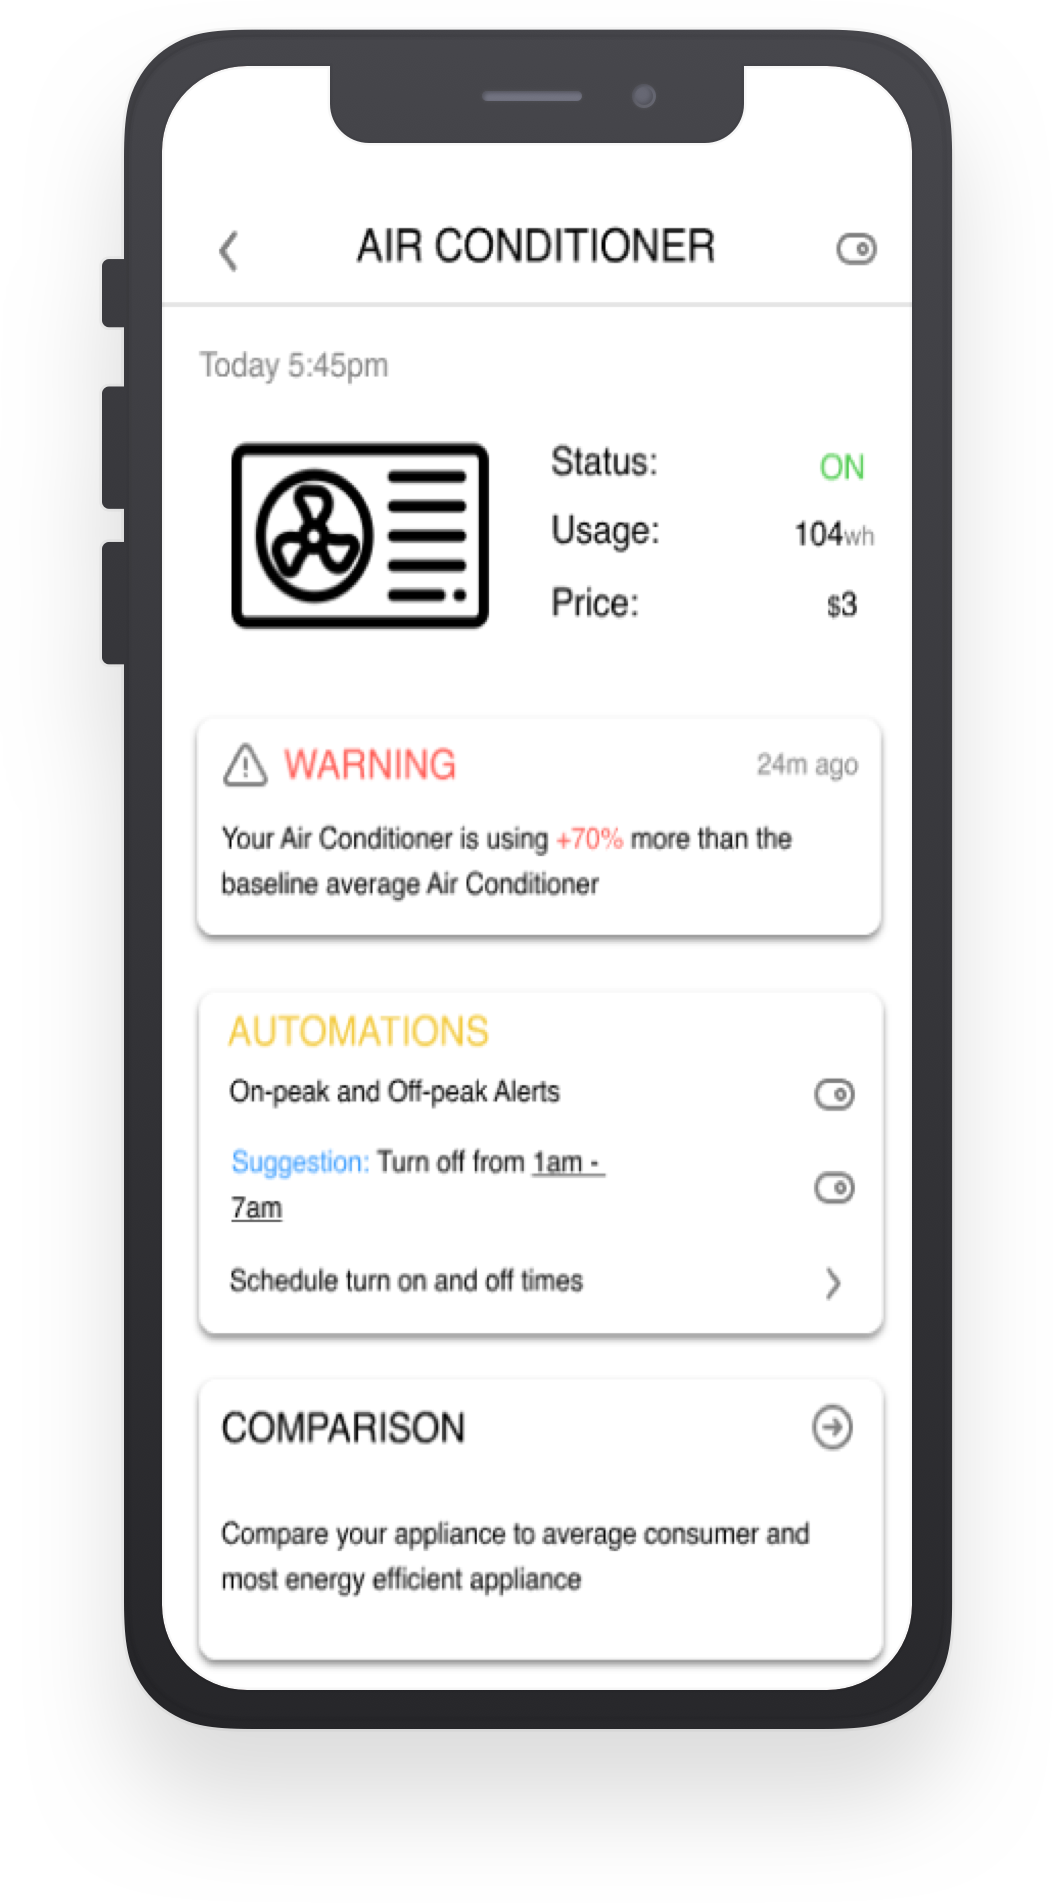 AIR CONDITIONER
Today 5:45pm
Status: ON
Usage: 104wh
Price: $3
WARNING 24m ago
Your Air Conditioner is using +70% more than the
baseline average Air Conditioner
AUTOMATIONS
On-peak and Off-peak Alerts
Suggestion: Turn off from 1am -
7am
Schedule turn on and off times
COMPARISON
Compare your appliance to average consumer and
most energy efficient appliance